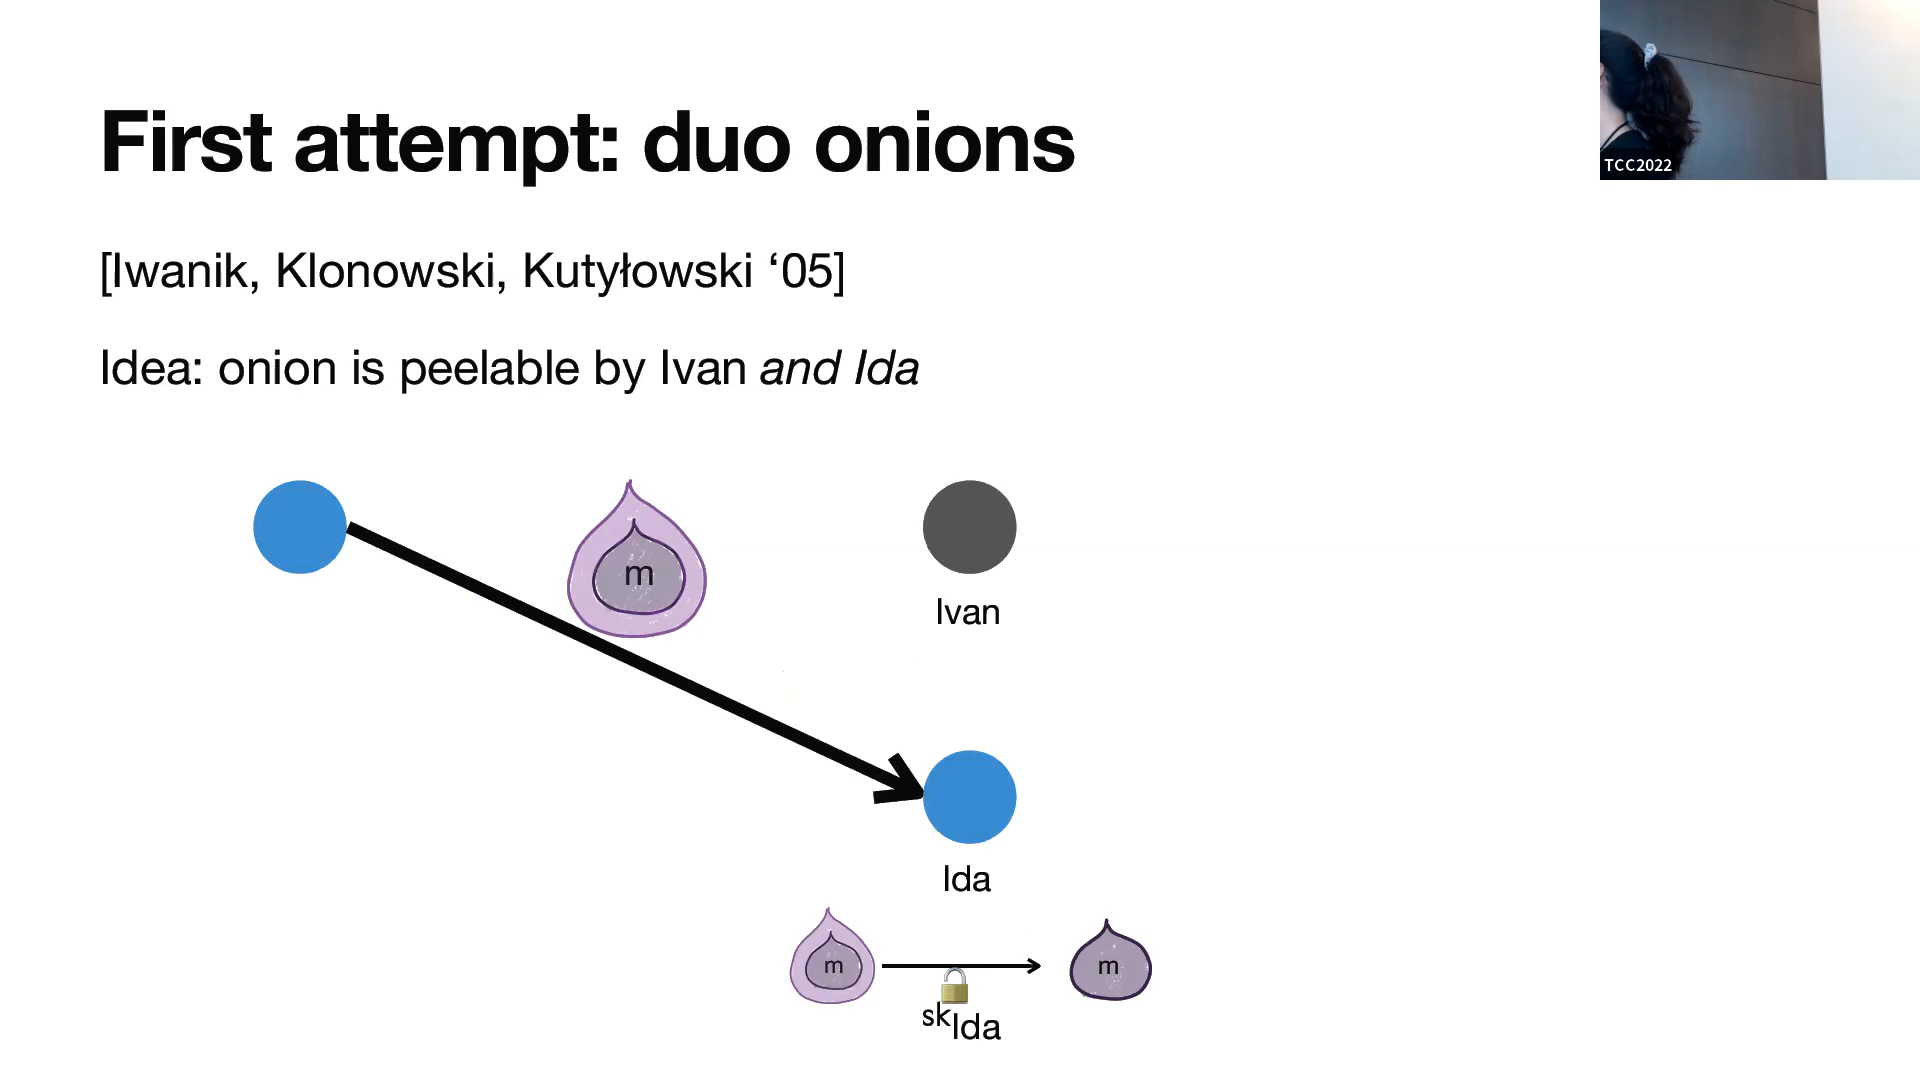 First attempt: duo onions
TCC2022
[Iwanik, Klonowski, Kutyłowski ‘05]
Idea: onion is peelable by Ivan and Ida
m
Ivan
Ida
m
m
skIda